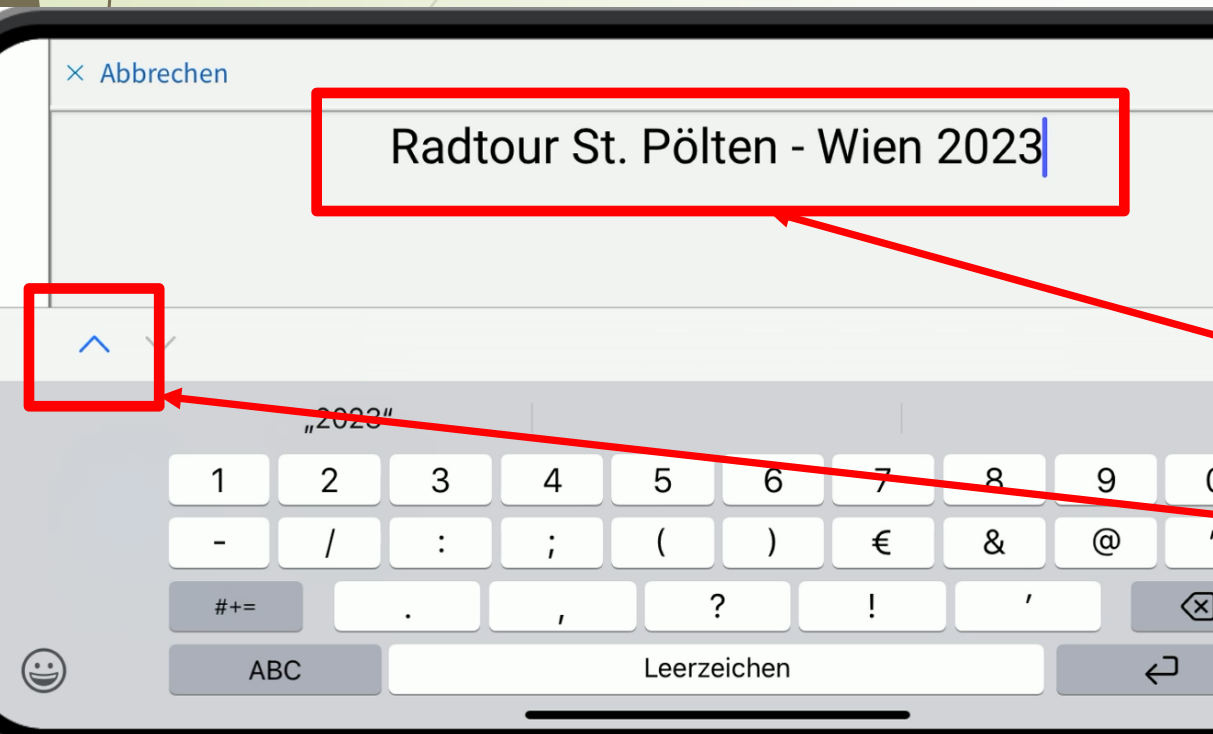 × Abbrechen
Radtour St. Pölten - Wien 2023
„2023“
1 2 3 4 5 6 7 8 9
- / : ; ( ) € & @
#+= . , ? ! ′
ABC Leerzeichen